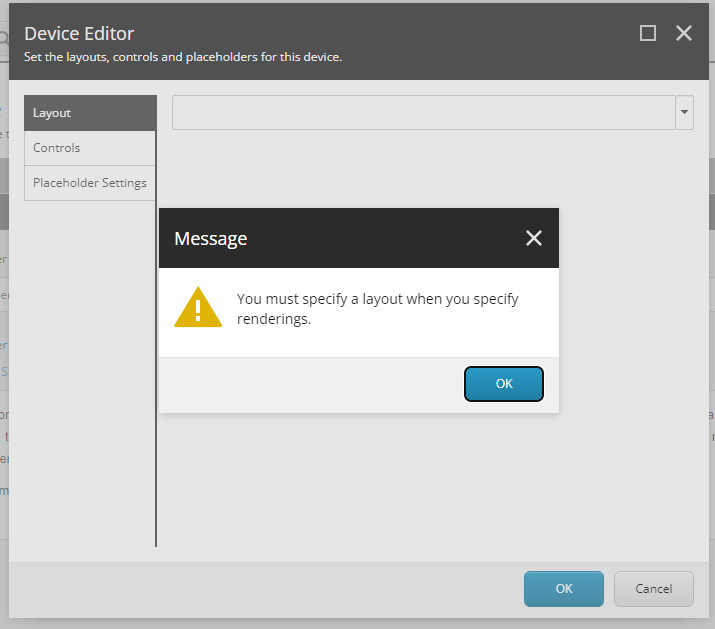 Device Editor
Set the layouts, controls and placeholders for this device.
Layout
Controls
Placeholder Settings
Message
You must specify a layout when you specify
renderings.
OK
OK
Cancel